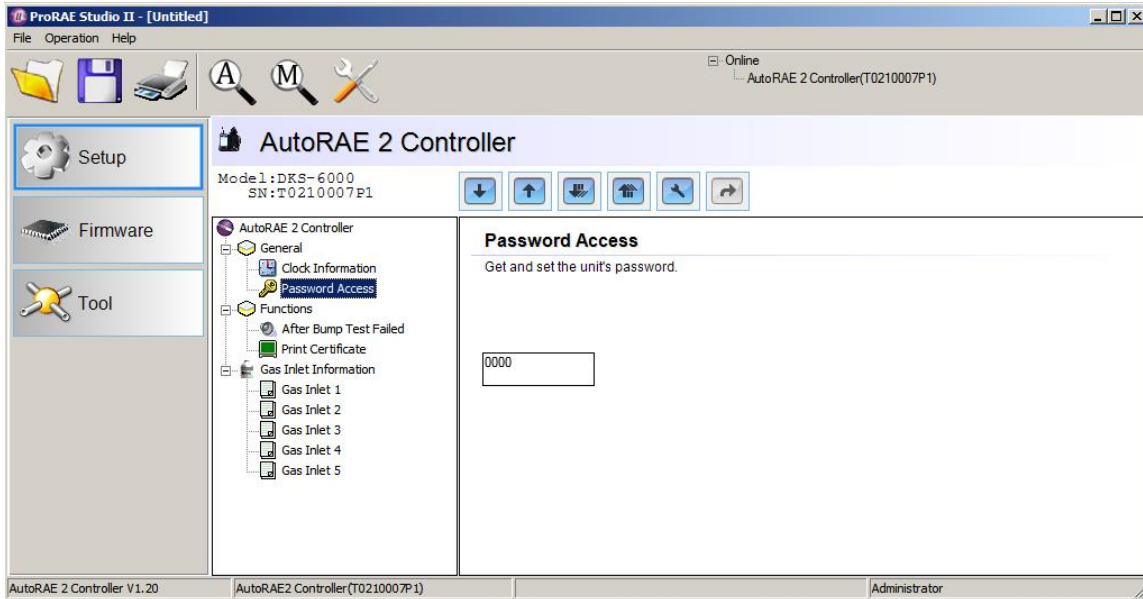 ProRAE Studio II - [Untitled]
File Operation Help
A M
Online
AutoRAE 2 Controller(T0210007P1)
Setup
Firmware
Tool
AutoRAE 2 Controller
Model:DKS-6000
SN:T0210007P1
AutoRAE 2 Controller
General
Clock Information
Password Access
Functions
After Bump Test Failed
Print Certificate
Gas Inlet Information
Gas Inlet 1
Gas Inlet 2
Gas Inlet 3
Gas Inlet 4
Gas Inlet 5
Password Access
Get and set the unit's password.
0000
AutoRAE 2 Controller V1.20 AutoRAE2 Controller(T0210007P1) Administrator